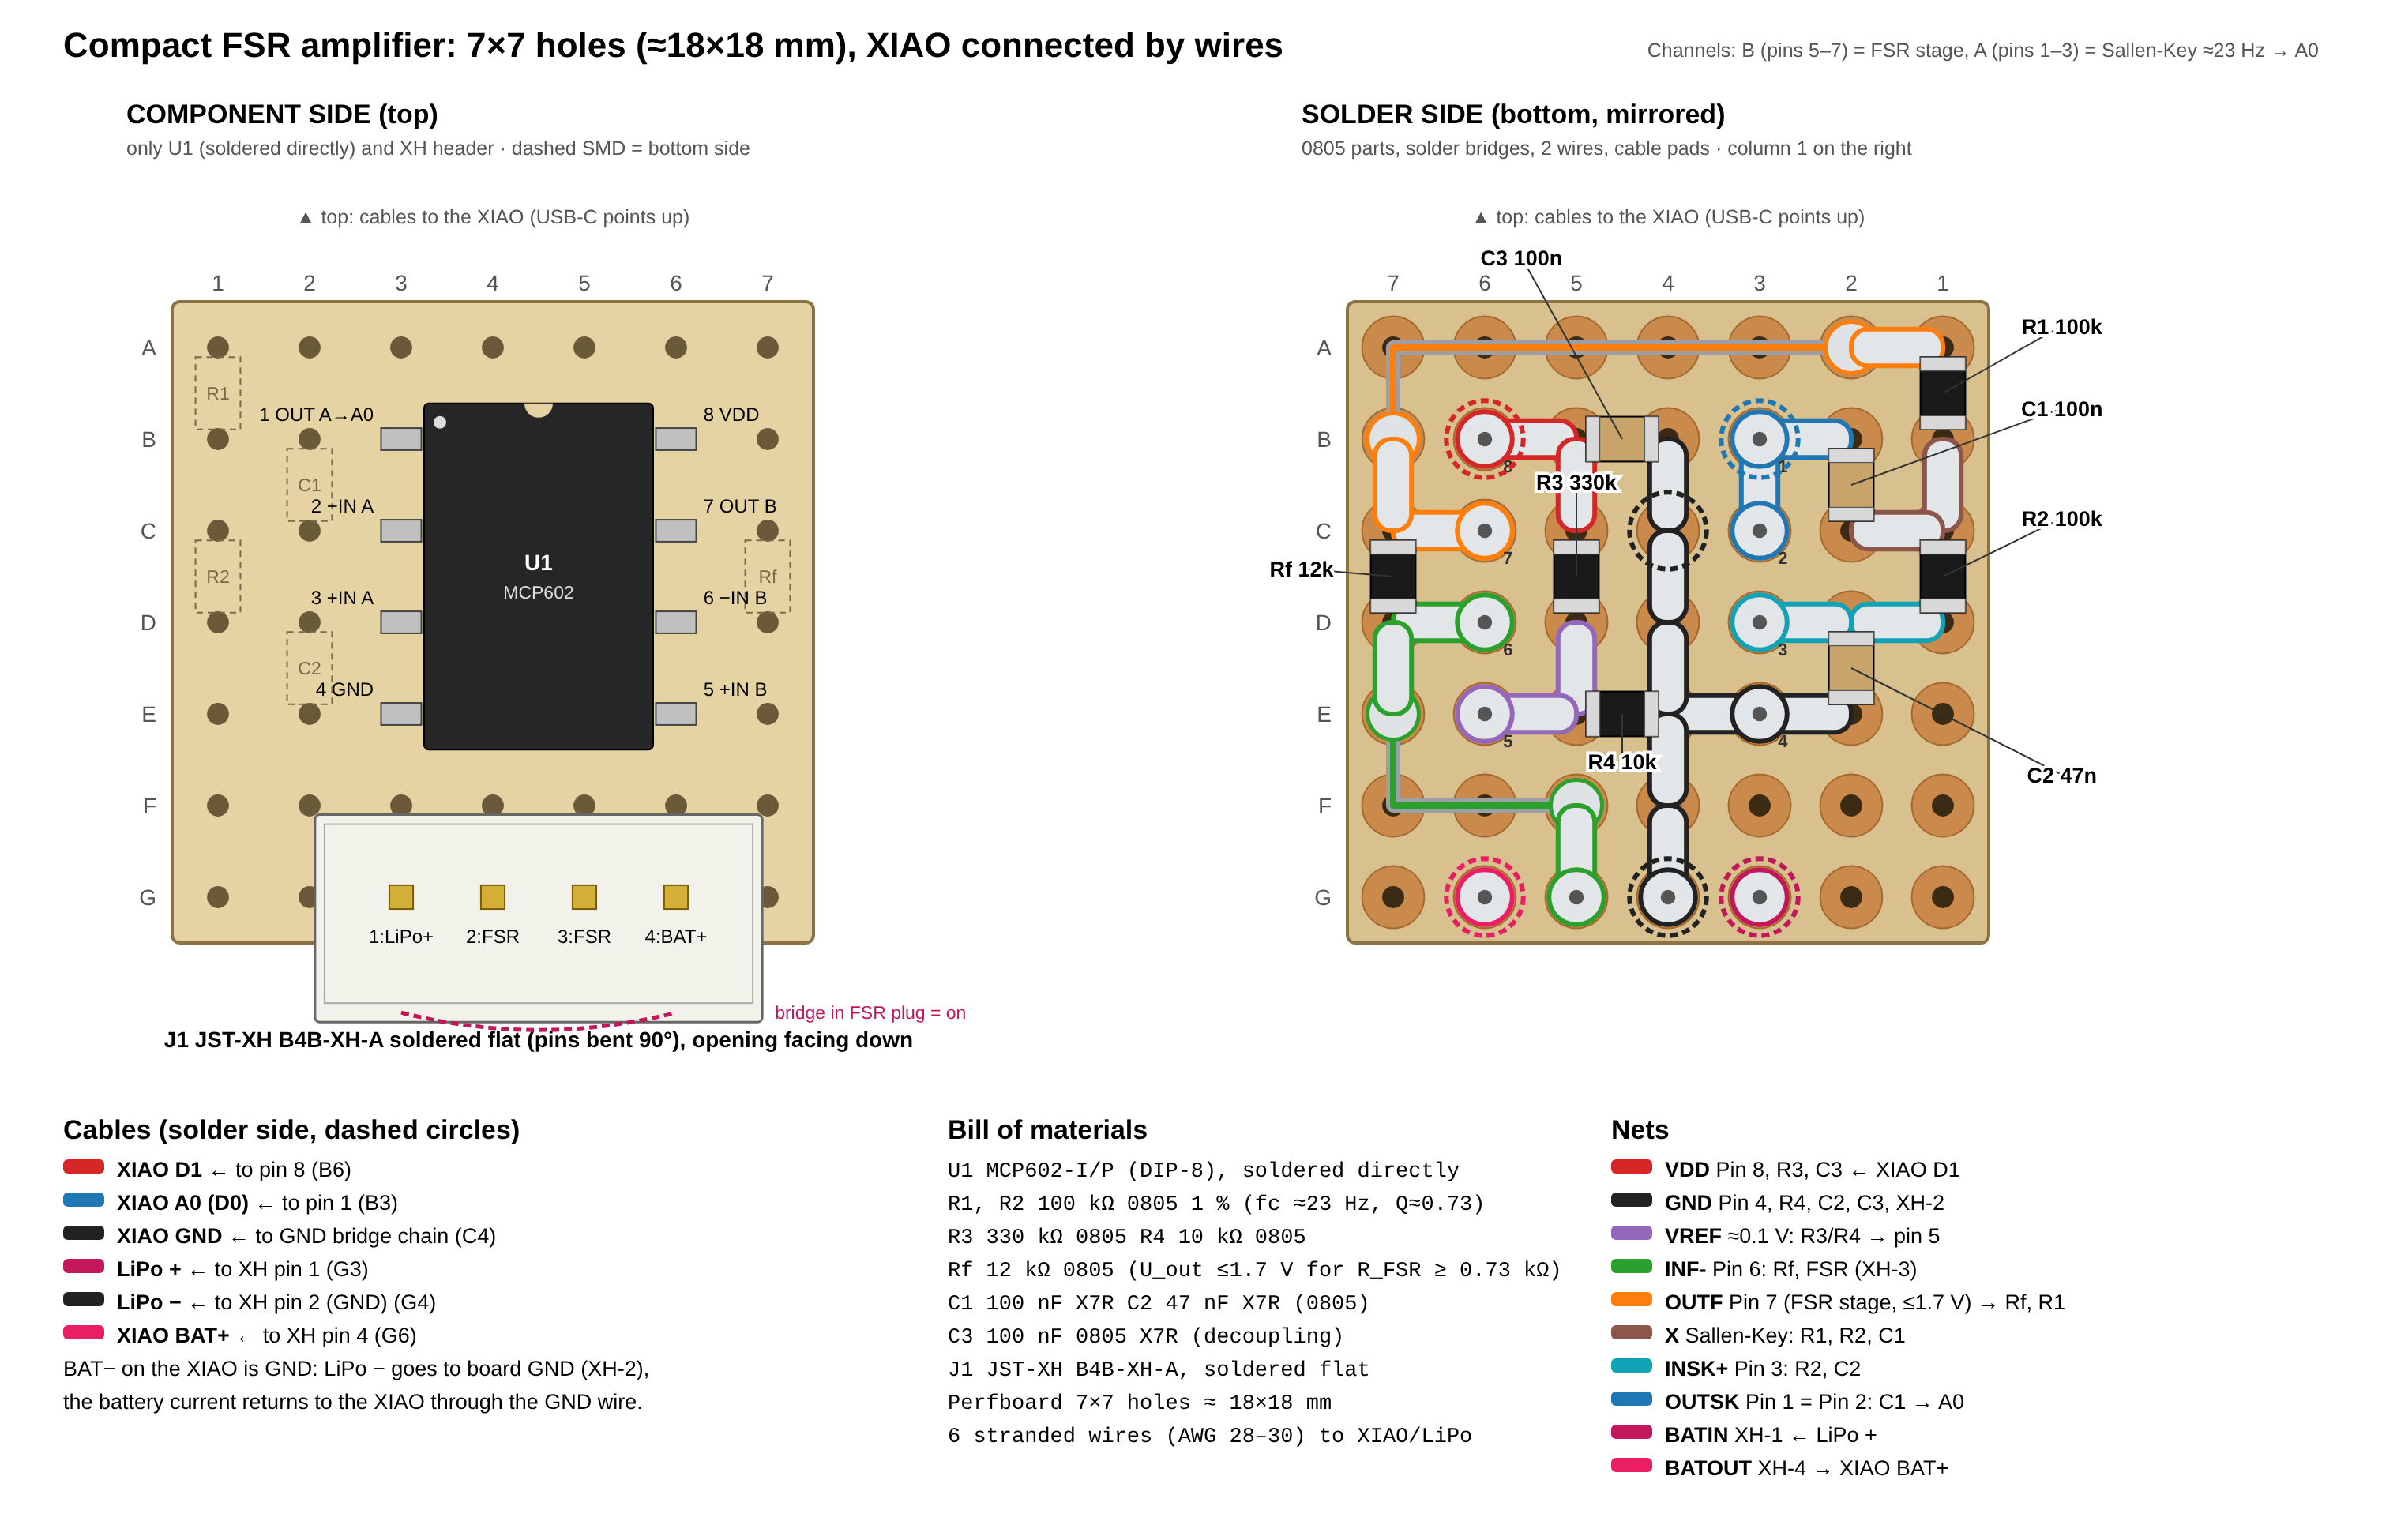 Compact FSR amplifier: 7×7 holes (≈18×18 mm), XIAO connected by wires
Channels: B (pins 5–7) = FSR stage, A (pins 1–3) = Sallen-Key ≈23 Hz → A0
COMPONENT SIDE (top)
only U1 (soldered directly) and XH header · dashed SMD = bottom side
▲ top: cables to the XIAO (USB-C points up)
1 2 3 4 5 6 7
A
R1
1 OUT A→A0
8 VDD
B
C1
2 −IN A
7 OUT B
C
U1
MCP602
R2
Rf
3 +IN A
6 −IN B
D
C2
4 GND
5 +IN B
E
F
G
1:LiPo+ 2:FSR 3:FSR 4:BAT+
bridge in FSR plug = on
J1 JST-XH B4B-XH-A soldered flat (pins bent 90°), opening facing down
SOLDER SIDE (bottom, mirrored)
0805 parts, solder bridges, 2 wires, cable pads · column 1 on the right
▲ top: cables to the XIAO (USB-C points up)
C3 100n
7 6 5 4 3 2 1
R1 100k
A
C1 100n
B
8
1
R3 330k
R2 100k
C
7
2
Rf 12k
D
6
3
E
5
4
R4 10k
C2 47n
F
G
Cables (solder side, dashed circles)
XIAO D1 ← to pin 8 (B6)
XIAO A0 (D0) ← to pin 1 (B3)
XIAO GND ← to GND bridge chain (C4)
LiPo + ← to XH pin 1 (G3)
LiPo − ← to XH pin 2 (GND) (G4)
XIAO BAT+ ← to XH pin 4 (G6)
BAT− on the XIAO is GND: LiPo − goes to board GND (XH-2),
the battery current returns to the XIAO through the GND wire.
Bill of materials
U1 MCP602-I/P (DIP-8), soldered directly
R1, R2 100 kΩ 0805 1 % (fc ≈23 Hz, Q≈0.73)
R3 330 kΩ 0805 R4 10 kΩ 0805
Rf 12 kΩ 0805 (U_out ≤1.7 V for R_FSR ≥ 0.73 kΩ)
C1 100 nF X7R C2 47 nF X7R (0805)
C3 100 nF 0805 X7R (decoupling)
J1 JST-XH B4B-XH-A, soldered flat
Perfboard 7×7 holes ≈ 18×18 mm
6 stranded wires (AWG 28–30) to XIAO/LiPo
Nets
VDD Pin 8, R3, C3 ← XIAO D1
GND Pin 4, R4, C2, C3, XH-2
VREF ≈0.1 V: R3/R4 → pin 5
INF- Pin 6: Rf, FSR (XH-3)
OUTF Pin 7 (FSR stage, ≤1.7 V) → Rf, R1
X Sallen-Key: R1, R2, C1
INSK+ Pin 3: R2, C2
OUTSK Pin 1 = Pin 2: C1 → A0
BATIN XH-1 ← LiPo +
BATOUT XH-4 → XIAO BAT+